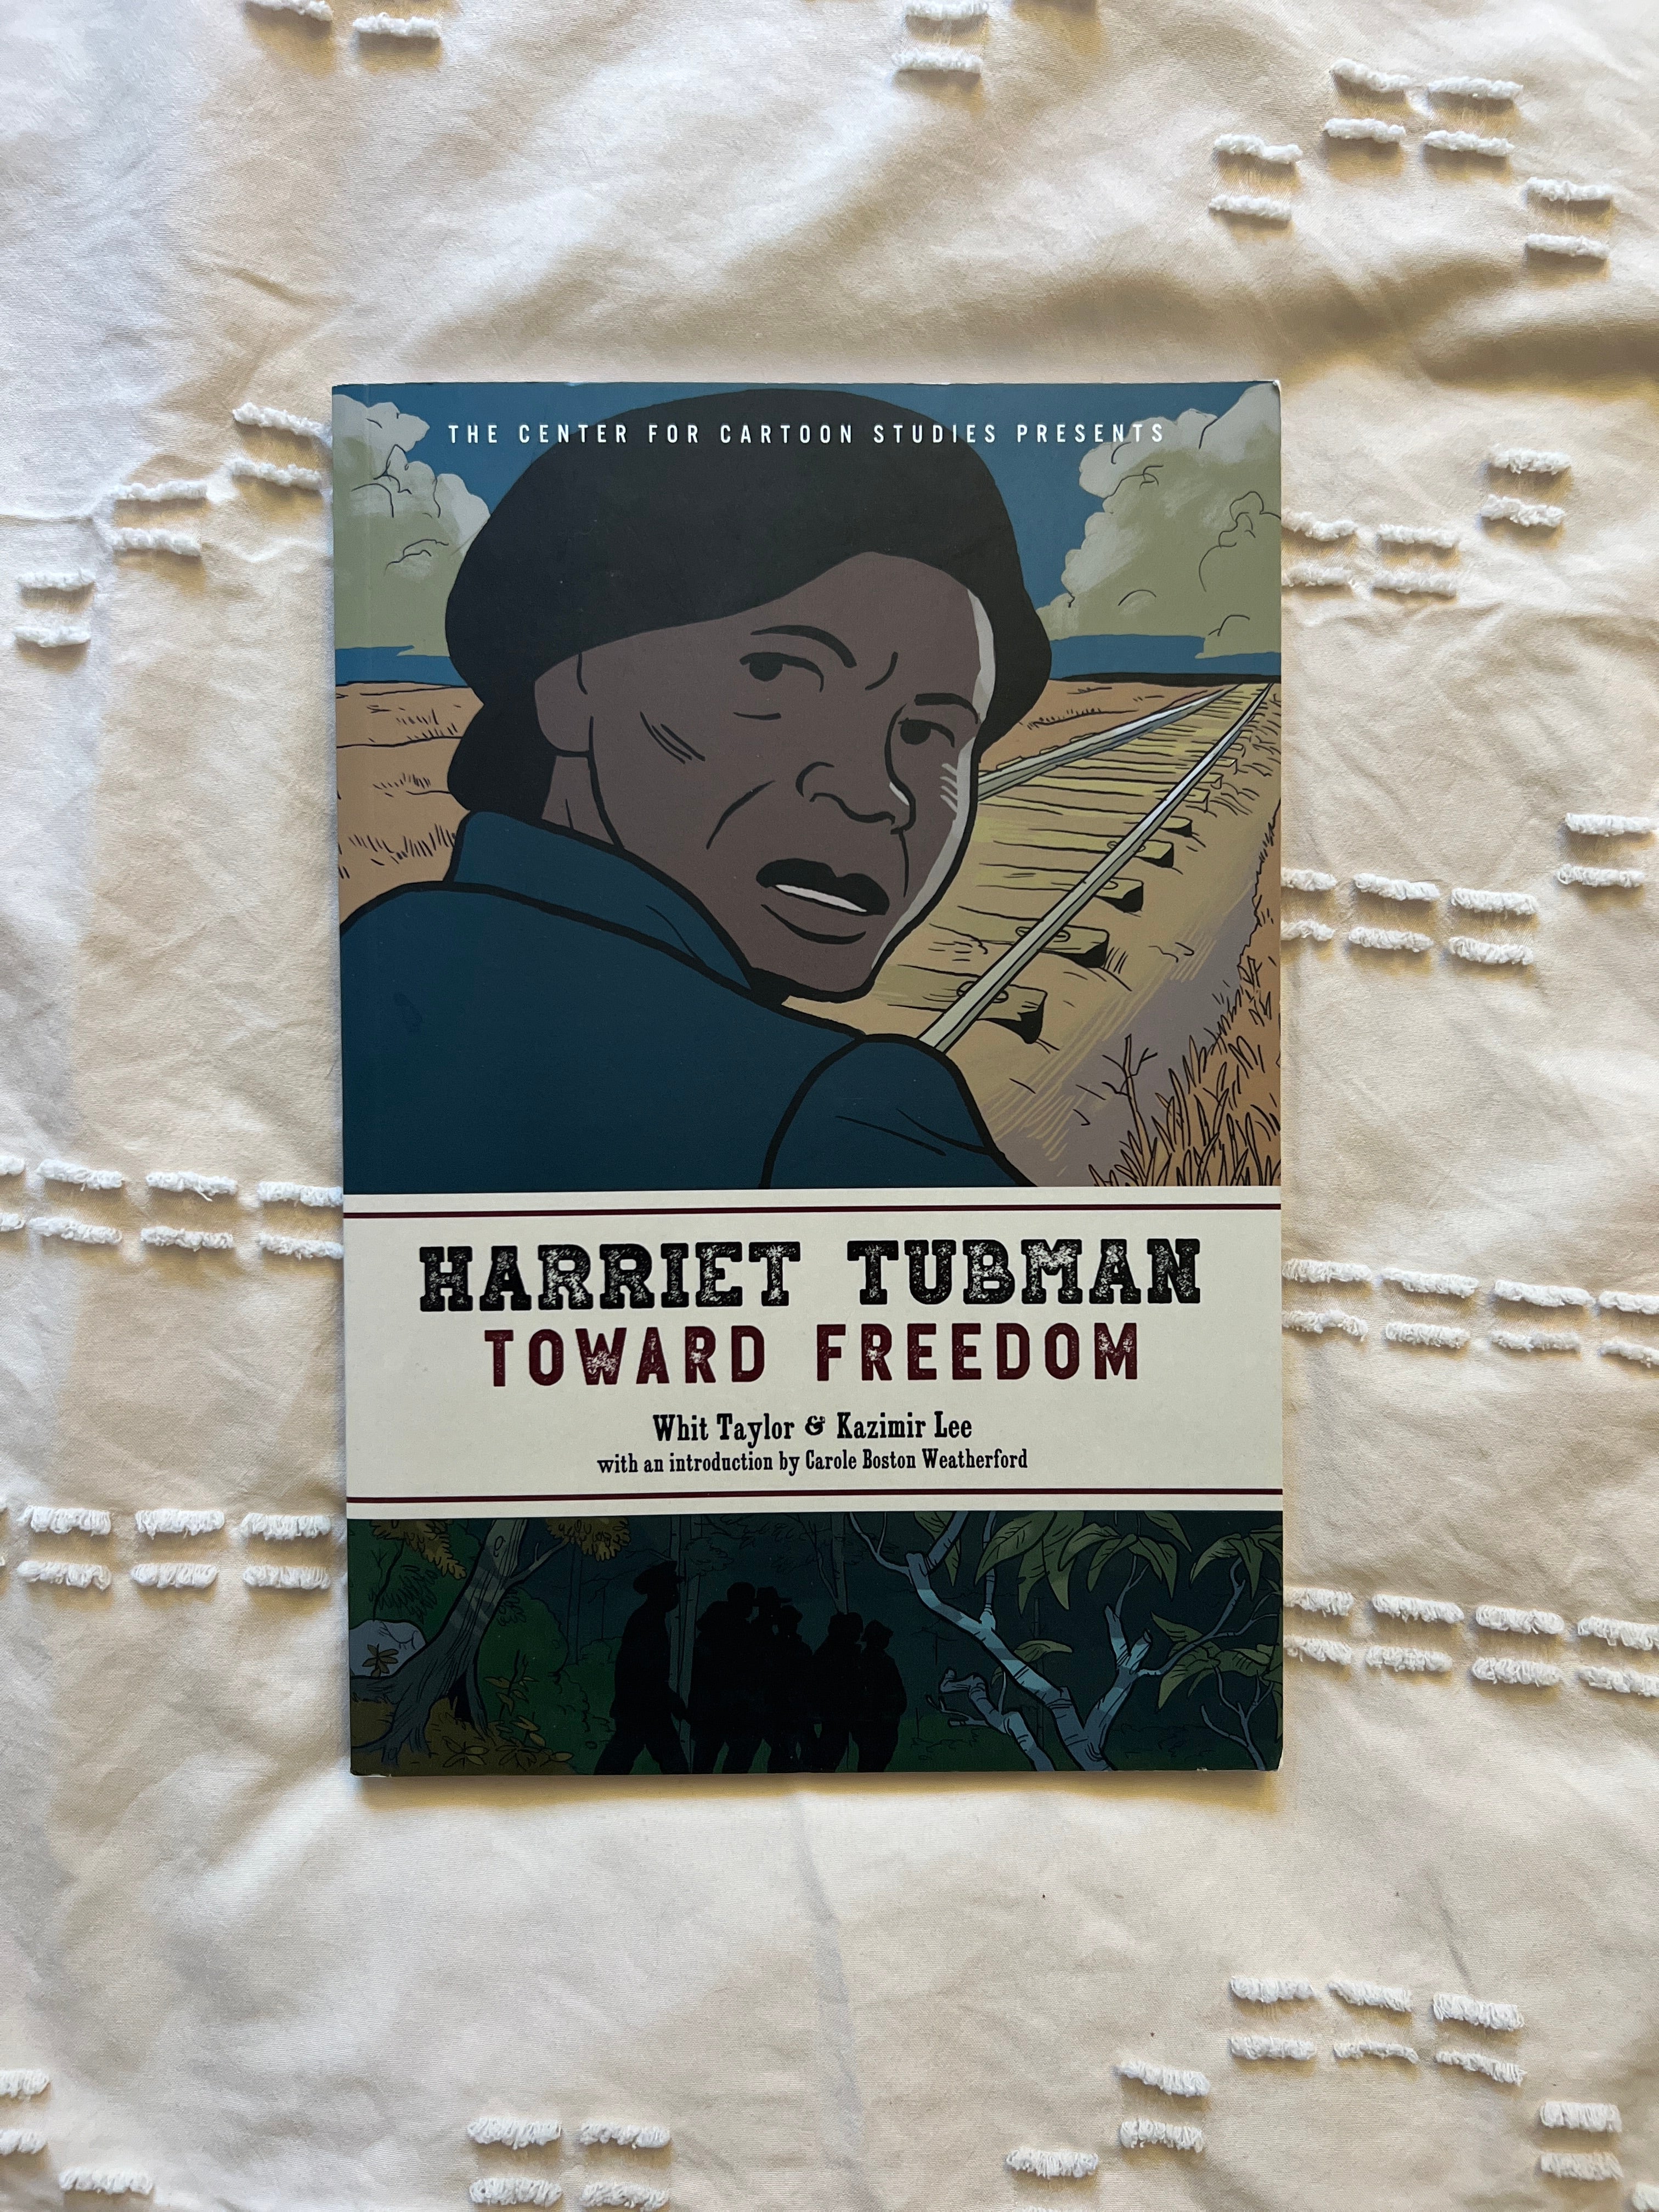 THE CENTER FOR CARTOON STUDIES PRESENTS
HARRIET TUBMAN
TOWARD FREEDOM
Whit Taylor & Kazimir Lee
with an introduction by Carole Boston Weatherford